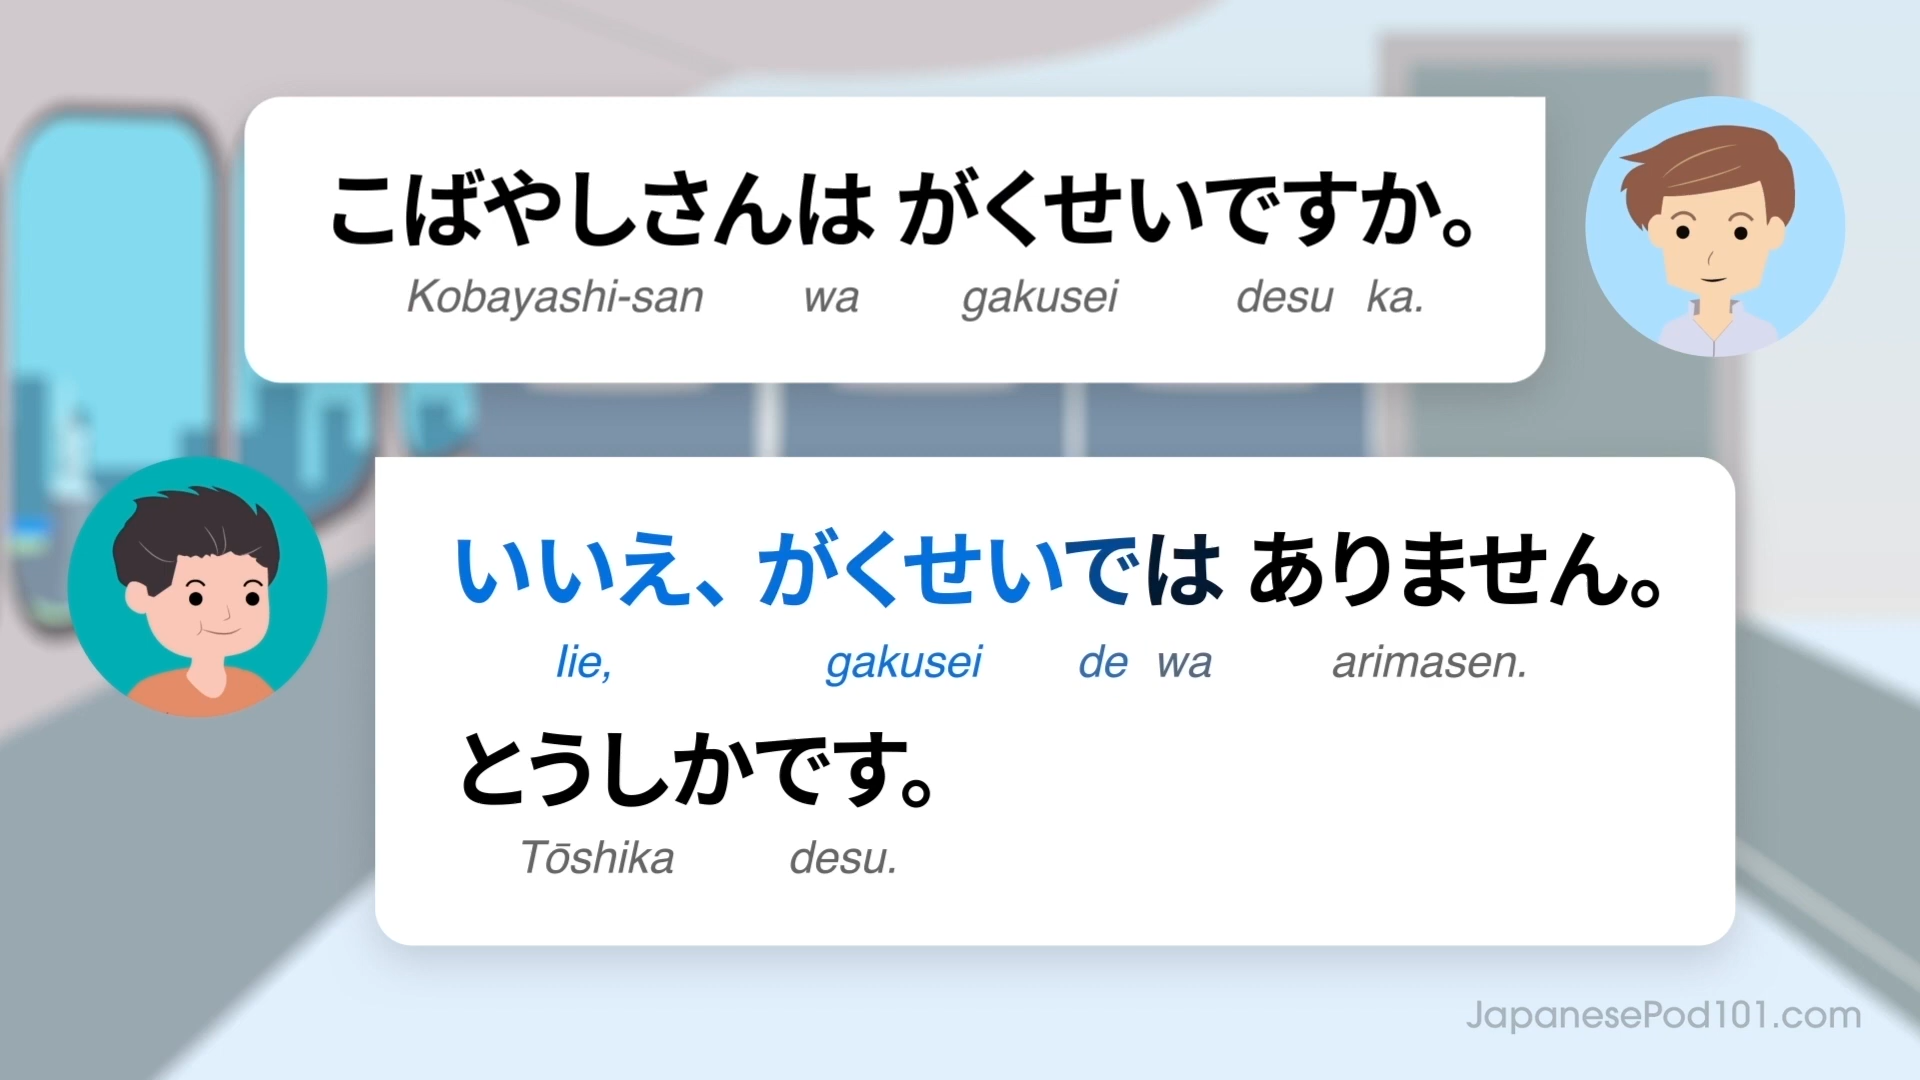 こばやしさんは がくせいですか。
Kobayashi-san wa gakusei desu ka.
いいえ、がくせいでは ありません。
Iie, gakusei de wa arimasen.
とうしかです。
Tōshika desu.
JapanesePod101.com